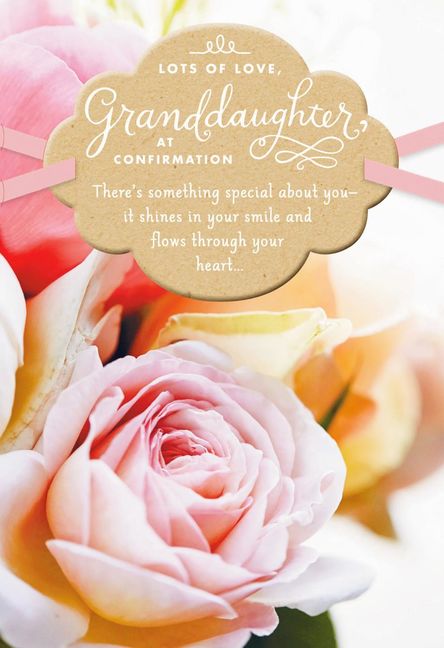 LOTS OF LOVE,
Granddaughter,
AT
CONFIRMATION
There's something special about you–
it shines in your smile and
flows through your
heart...